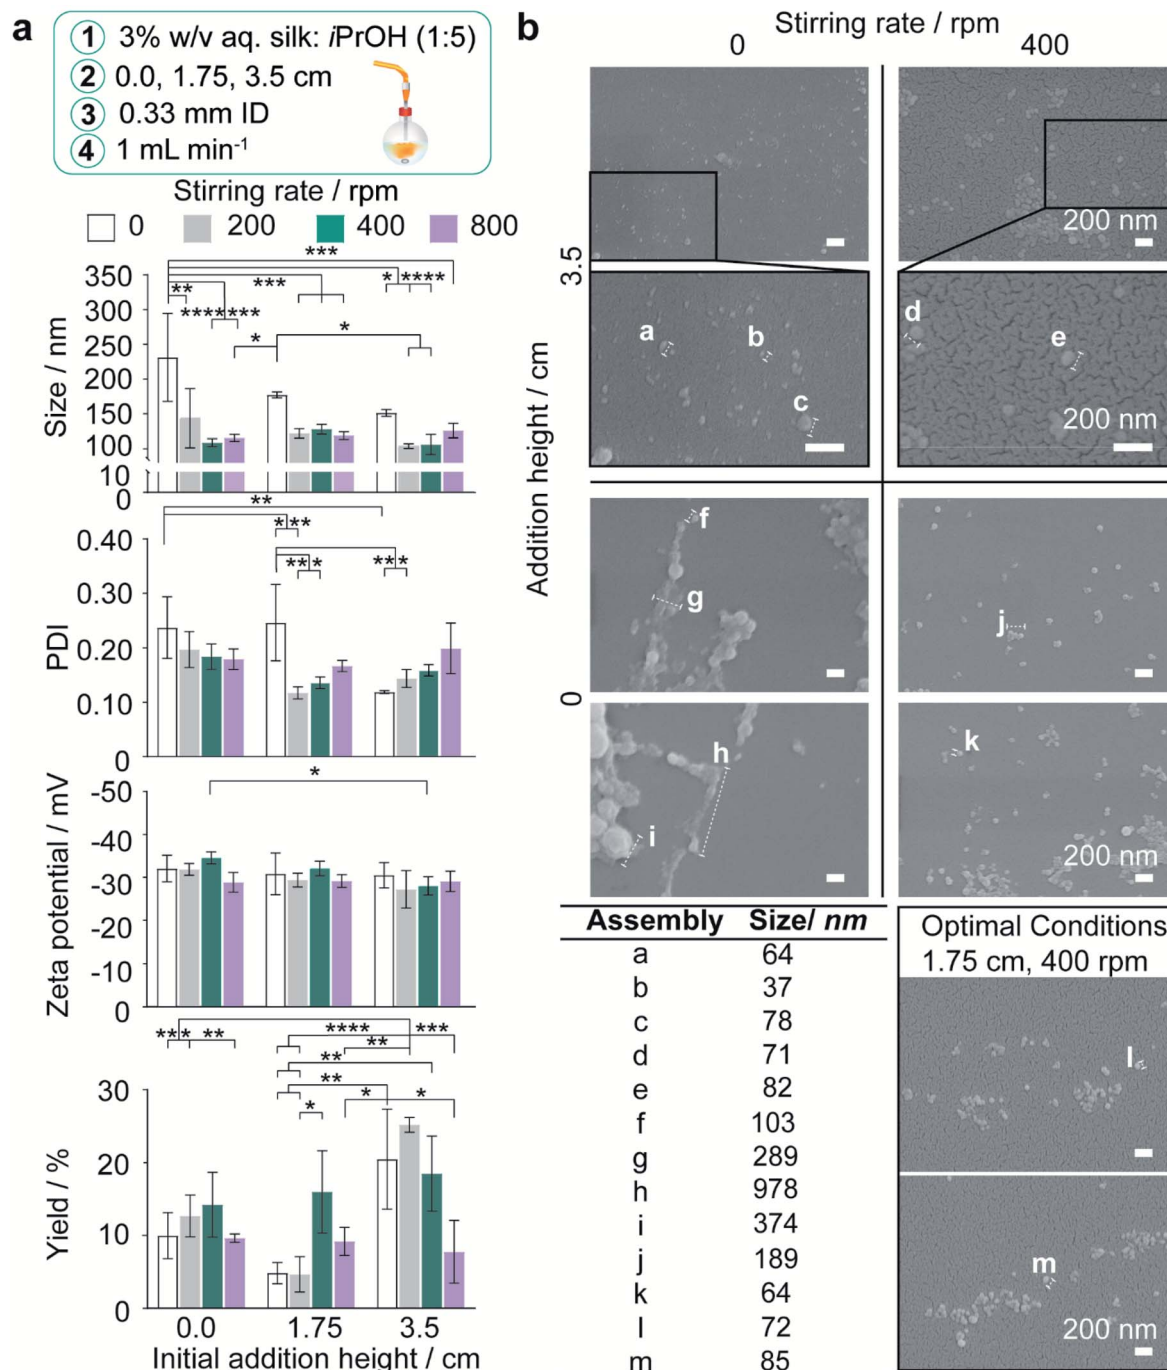 a
1 3% w/v aq. silk: iPrOH (1:5)
2 0.0, 1.75, 3.5 cm
3 0.33 mm ID
4 1 mL min-1
Stirring rate / rpm
0 200 400 800
Size / nm
350
300
250
200
150
100
10
0
***
**
***
* ****
*******
*
*
PDI
0.40
0.30
0.20
0.10
0
**
***
***
***
Zeta potential / mV
-50
-40
-30
-20
-10
0
*
Yield / %
30
20
10
0
*** **
**** ***
**
**
** * *
*
0.0 1.75 3.5
Initial addition height / cm
b
Stirring rate / rpm
0 400
Addition height / cm
3.5
0
200 nm
a
b
c
d
e
200 nm
f
g
j
h
i
k
200 nm
Assembly Size/ nm
a 64
b 37
c 78
d 71
e 82
f 103
g 289
h 978
i 374
j 189
k 64
l 72
m 85
Optimal Conditions
1.75 cm, 400 rpm
l
m
200 nm